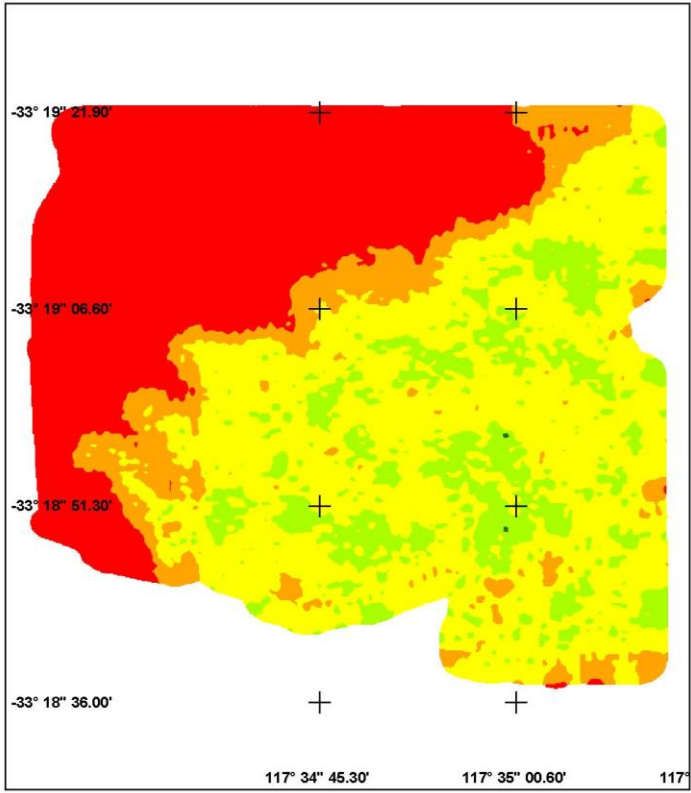 -33° 19" 21.90'
-33° 19" 06.60'
-33° 18" 51.30'
-33° 18" 36.00'
117° 34" 45.30'
117° 35" 00.60'
117°